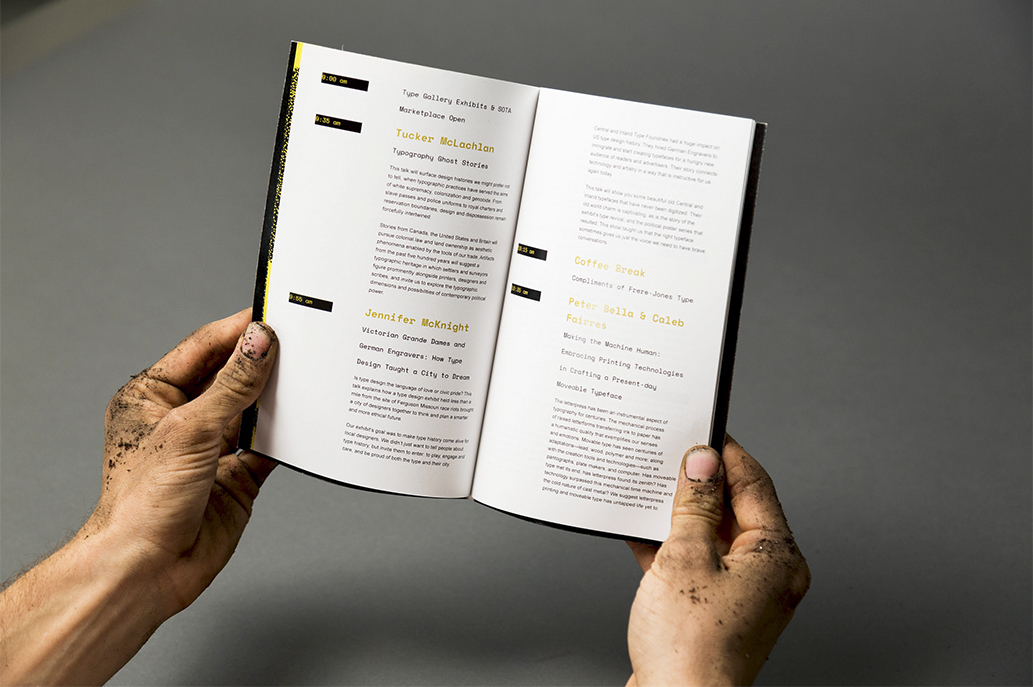 9:00 am
Type Gallery Exhibits & SOTA
Marketplace Open
9:35 am
Tucker McLachlan
Typography Ghost Stories
This talk will surface design histories we might prefer not
to tell, when typographic practices have served the aims
of white supremacy, colonization and genocide. From
slave passes and police uniforms to royal charters and
reservation boundaries, design and dispossession remain
forcefully intertwined.
Stories from Canada, the United States and Britain will
pursue colonial law and land ownership as aesthetic
phenomena enabled by the tools of our trade. Artifacts
from the past five hundred years will suggest a
typographic heritage in which settlers and surveyors
figure prominently alongside printers, designers and
scribes, and invite us to explore the typographic
dimensions and possibilities of contemporary political
power.
9:55 am
Jennifer McKnight
Victorian Grande Dames and
German Engravers: How Type
Design Taught a City to Dream
Is type design the language of love or civic pride? This
talk explains how a type design exhibit held less than a
mile from the site of Ferguson Missouri race riots brought
a city of designers together to think and plan a smarter
and more ethical future.
Our exhibit's goal was to make type history come alive for
local designers. We didn't just want to tell people about
type history, but invite them to enter, to play, engage and
care, and be proud of both the type and their city.
Central and Inland Type Foundries had a huge impact on
US type design history. They hired German Engravers to
immigrate and start creating typefaces for a hungry new
audience of readers and advertisers. Their story connects
technology and artistry in a way that is instructive for us
again today.
This talk will show you some beautiful old Central and
Inland typefaces that have never been digitized. Their
old world charm is captivating, as is the story of the
exhibit's type revival, and the political poster series that
resulted. This show taught us that the right typeface
sometimes gives us just the voice we need to have brave
conversations.
:15 am
Coffee Break
Compliments of Frere-Jones Type
:35 am
Peter Bella & Caleb
Fairres
Making the Machine Human:
Embracing Printing Technologies
in Crafting a Present-day
Moveable Typeface
The letterpress has been an instrumental aspect of
typography for centuries. The mechanical process
of raised letterforms transferring ink to paper has
a humanistic quality that exemplifies our senses
and emotions. Movable type has been centuries of
adaptations—lead, wood, polymer and more; along
with the creation tools and technologies—such as
pantographs, plate makers, and computer. Has moveable
type met its end, has letterpress found its zenith? Has
technology surpassed this mechanical time machine and
the cold nature of cast metal? We suggest letterpress
printing and moveable type has untapped life yet to